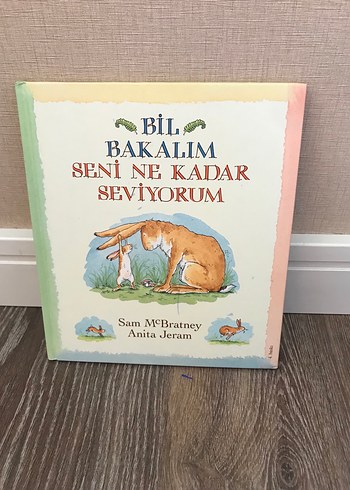 BİL
BAKALIM
SENİ NE KADAR
SEVİYORUM
Sam McBratney
Anita Jeram